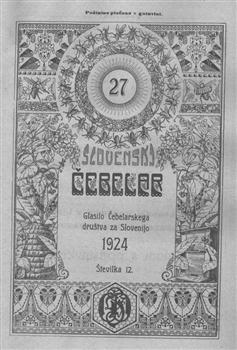 Poštnina plačana v gotovini.
27
SLOVENSKI
ČEBELAR
Glasilo Čebelarskega
društva za Slovenijo
1924
Številka 12.